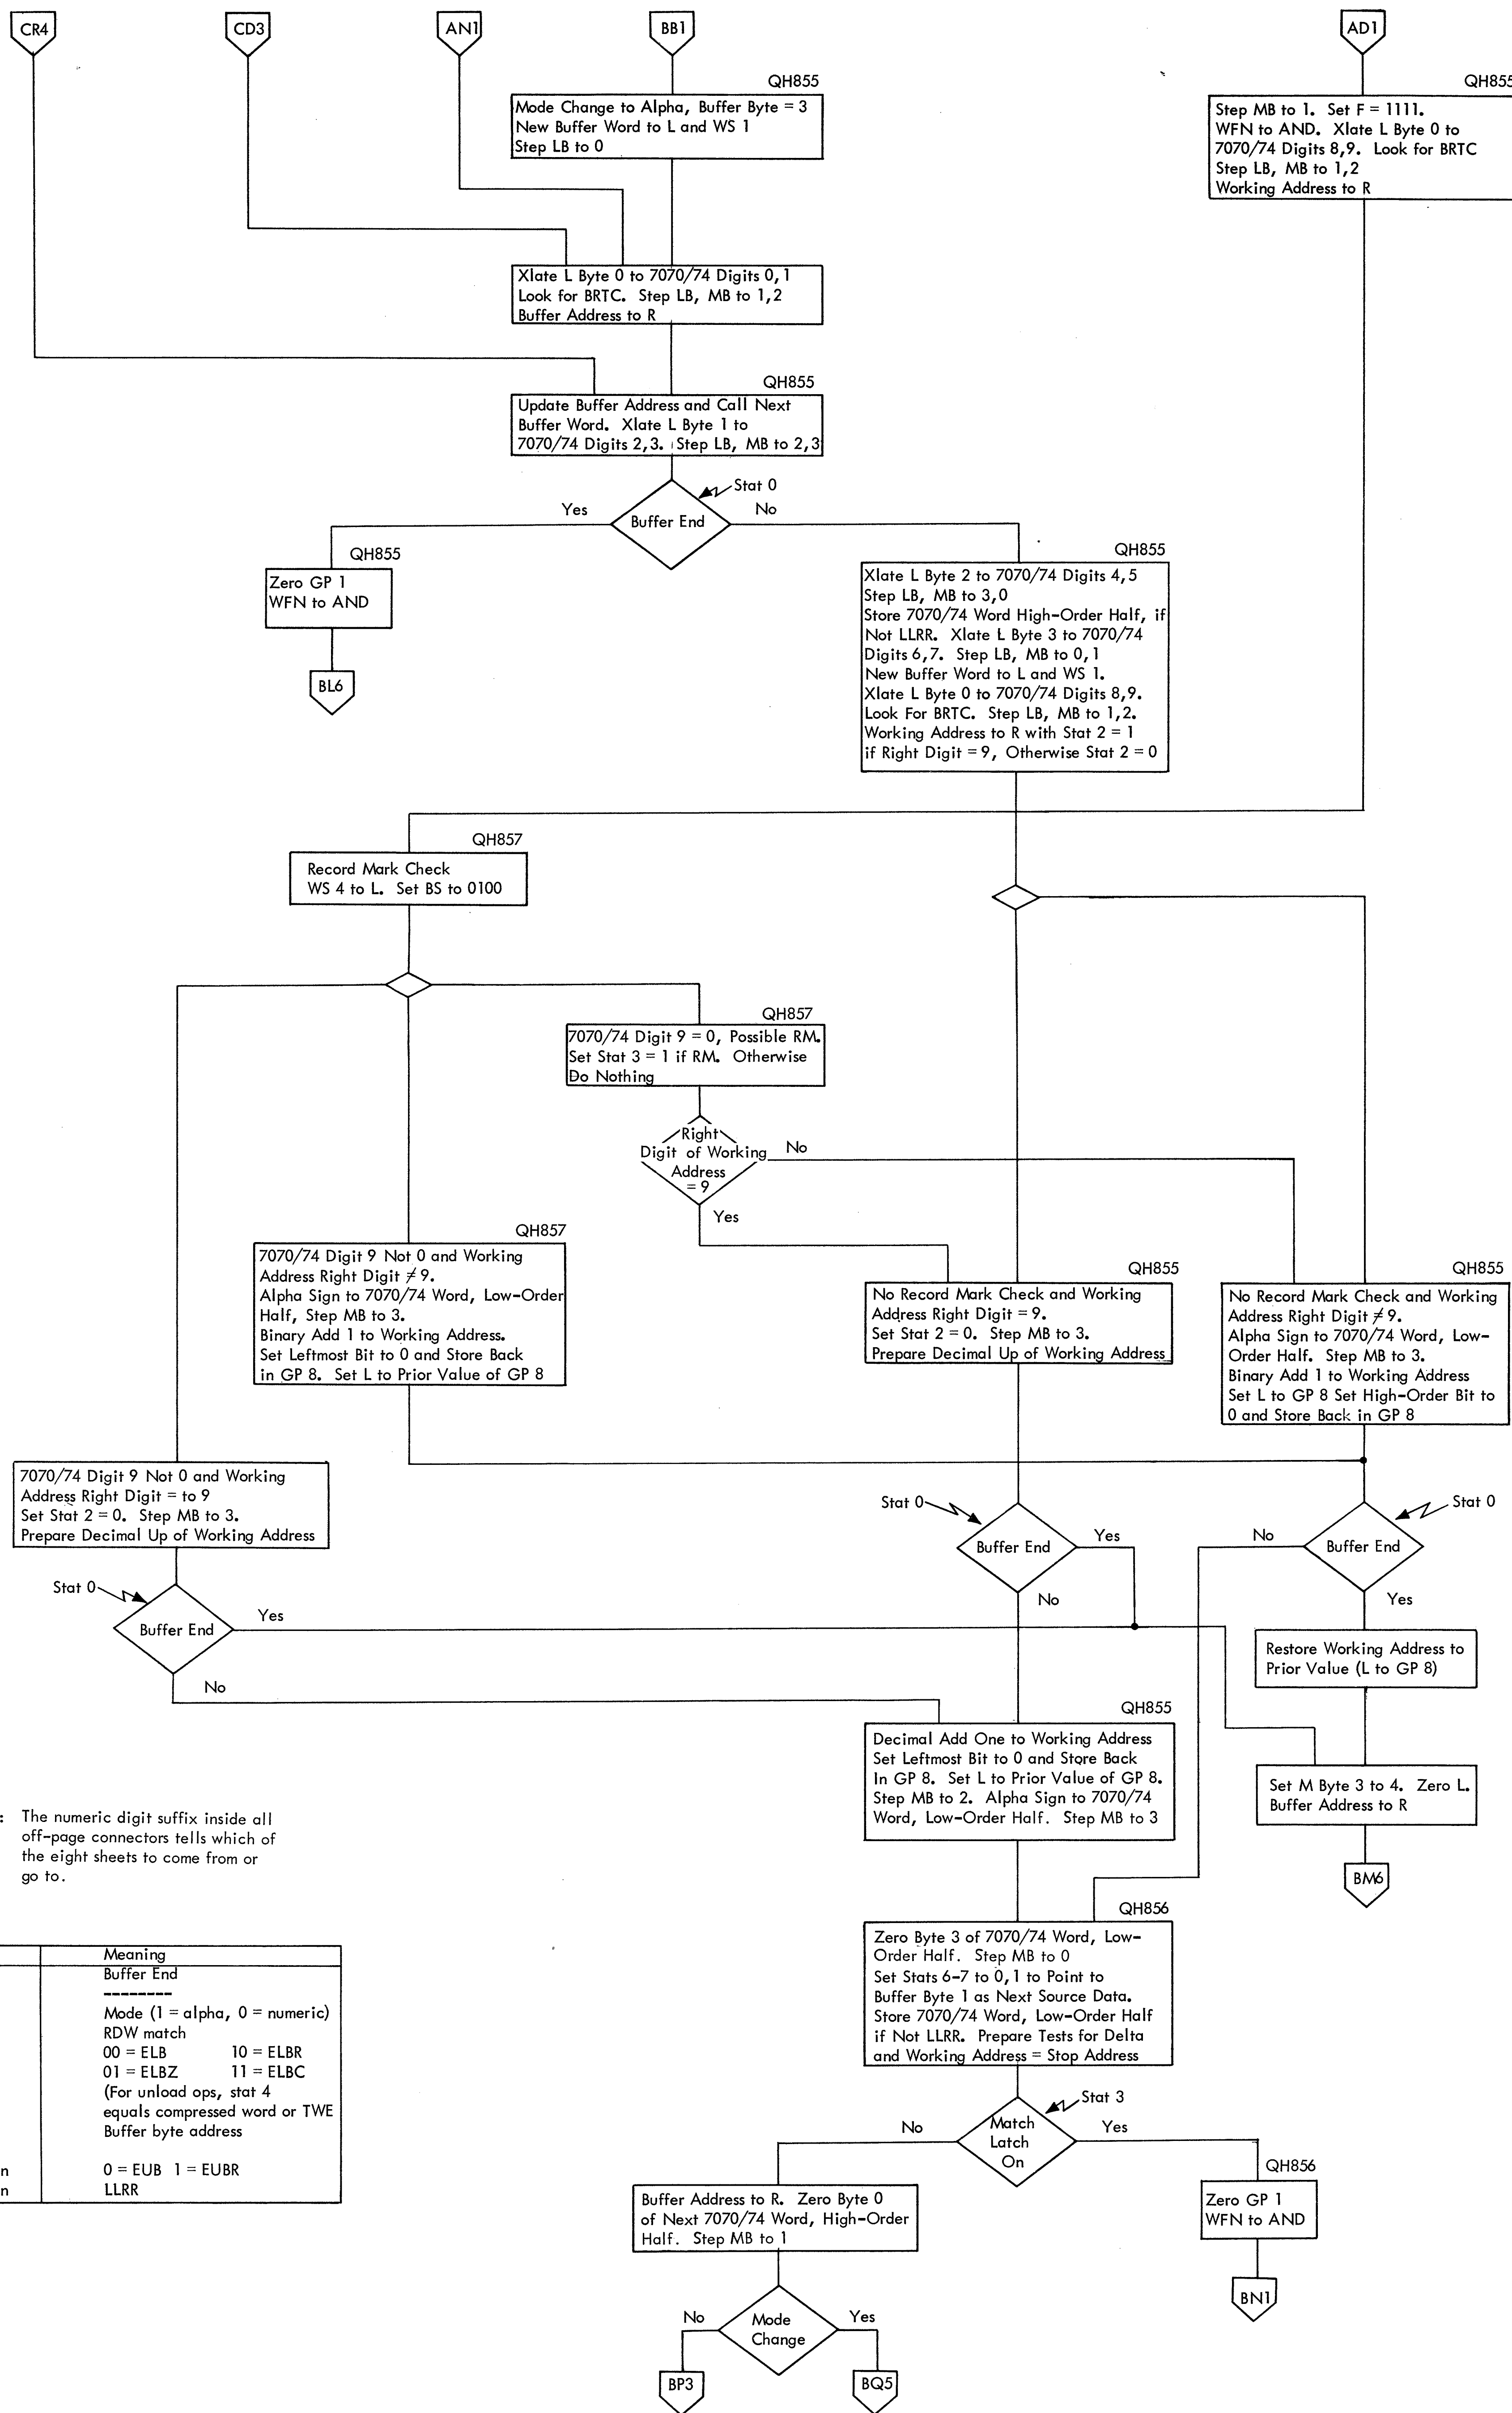 CR4
CD3
AN1
BB1
AD1
QH855
Mode Change to Alpha, Buffer Byte = 3
New Buffer Word to L and WS 1
Step LB to 0
QH855
Step MB to 1. Set F = 1111.
WFN to AND. Xlate L Byte 0 to
7070/74 Digits 8,9. Look for BRTC
Step LB, MB to 1,2
Working Address to R
Xlate L Byte 0 to 7070/74 Digits 0,1
Look for BRTC. Step LB, MB to 1,2
Buffer Address to R
QH855
Update Buffer Address and Call Next
Buffer Word. Xlate L Byte 1 to
7070/74 Digits 2,3. Step LB, MB to 2,3
Stat 0
Yes
Buffer End
No
QH855
Zero GP 1
WFN to AND
BL6
QH855
Xlate L Byte 2 to 7070/74 Digits 4,5
Step LB, MB to 3,0
Store 7070/74 Word High-Order Half, if
Not LLRR. Xlate L Byte 3 to 7070/74
Digits 6,7. Step LB, MB to 0,1
New Buffer Word to L and WS 1.
Xlate L Byte 0 to 7070/74 Digits 8,9.
Look For BRTC. Step LB, MB to 1,2.
Working Address to R with Stat 2 = 1
if Right Digit = 9, Otherwise Stat 2 = 0
QH857
Record Mark Check
WS 4 to L. Set BS to 0100
QH857
7070/74 Digit 9 = 0, Possible RM.
Set Stat 3 = 1 if RM. Otherwise
Do Nothing
Right
Digit of Working
Address
= 9
No
Yes
QH857
7070/74 Digit 9 Not 0 and Working
Address Right Digit ≠ 9.
Alpha Sign to 7070/74 Word, Low-Order
Half, Step MB to 3.
Binary Add 1 to Working Address.
Set Leftmost Bit to 0 and Store Back
in GP 8. Set L to Prior Value of GP 8
QH855
No Record Mark Check and Working
Address Right Digit = 9.
Set Stat 2 = 0. Step MB to 3.
Prepare Decimal Up of Working Address
QH855
No Record Mark Check and Working
Address Right Digit ≠ 9.
Alpha Sign to 7070/74 Word, Low-
Order Half. Step MB to 3.
Binary Add 1 to Working Address
Set L to GP 8 Set High-Order Bit to
0 and Store Back in GP 8
7070/74 Digit 9 Not 0 and Working
Address Right Digit = to 9
Set Stat 2 = 0. Step MB to 3.
Prepare Decimal Up of Working Address
Stat 0
Buffer End
Yes
No
Stat 0
Buffer End
Yes
No
Stat 0
No
Buffer End
Yes
Restore Working Address to
Prior Value (L to GP 8)
QH855
Decimal Add One to Working Address
Set Leftmost Bit to 0 and Store Back
In GP 8. Set L to Prior Value of GP 8.
Step MB to 2. Alpha Sign to 7070/74
Word, Low-Order Half. Step MB to 3
Set M Byte 3 to 4. Zero L.
Buffer Address to R
BM6
: The numeric digit suffix inside all
off-page connectors tells which of
the eight sheets to come from or
go to.
QH856
Zero Byte 3 of 7070/74 Word, Low-
Order Half. Step MB to 0
Set Stats 6-7 to 0,1 to Point to
Buffer Byte 1 as Next Source Data.
Store 7070/74 Word, Low-Order Half
if Not LLRR. Prepare Tests for Delta
and Working Address = Stop Address
Meaning
Buffer End
--------
Mode (1 = alpha, 0 = numeric)
RDW match
00 = ELB 10 = ELBR
01 = ELBZ 11 = ELBC
(For unload ops, stat 4
equals compressed word or TWE
Buffer byte address
n 0 = EUB 1 = EUBR
n LLRR
Stat 3
No
Match
Latch
On
Yes
QH856
Zero GP 1
WFN to AND
BN1
Buffer Address to R. Zero Byte 0
of Next 7070/74 Word, High-Order
Half. Step MB to 1
No
Mode
Change
Yes
BP3
BQ5